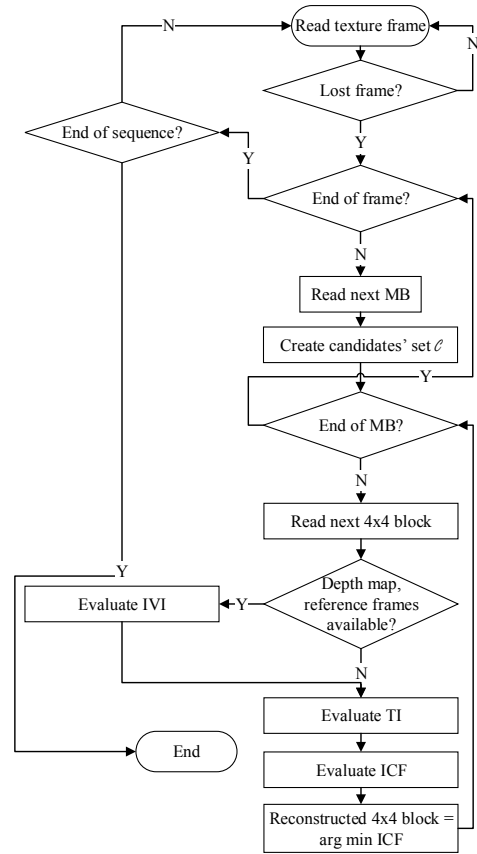 Read texture frame
N
N
Lost frame?
End of sequence?
Y
Y
End of frame?
N
Read next MB
Create candidates' set 𝒞
Y
End of MB?
N
Read next 4x4 block
Y
Depth map,
reference frames
available?
Evaluate IVI
Y
N
Evaluate TI
End
Evaluate ICF
Reconstructed 4x4 block =
arg min ICF